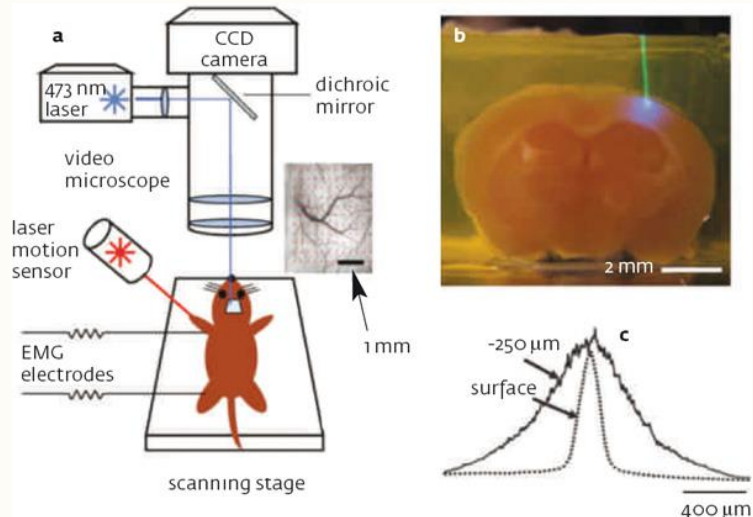 a
CCD
camera
473 nm
laser
dichroic
mirror
video
microscope
laser
motion
sensor
1 mm
EMG
electrodes
scanning stage
b
2 mm
c
-250 µm
surface
400 µm